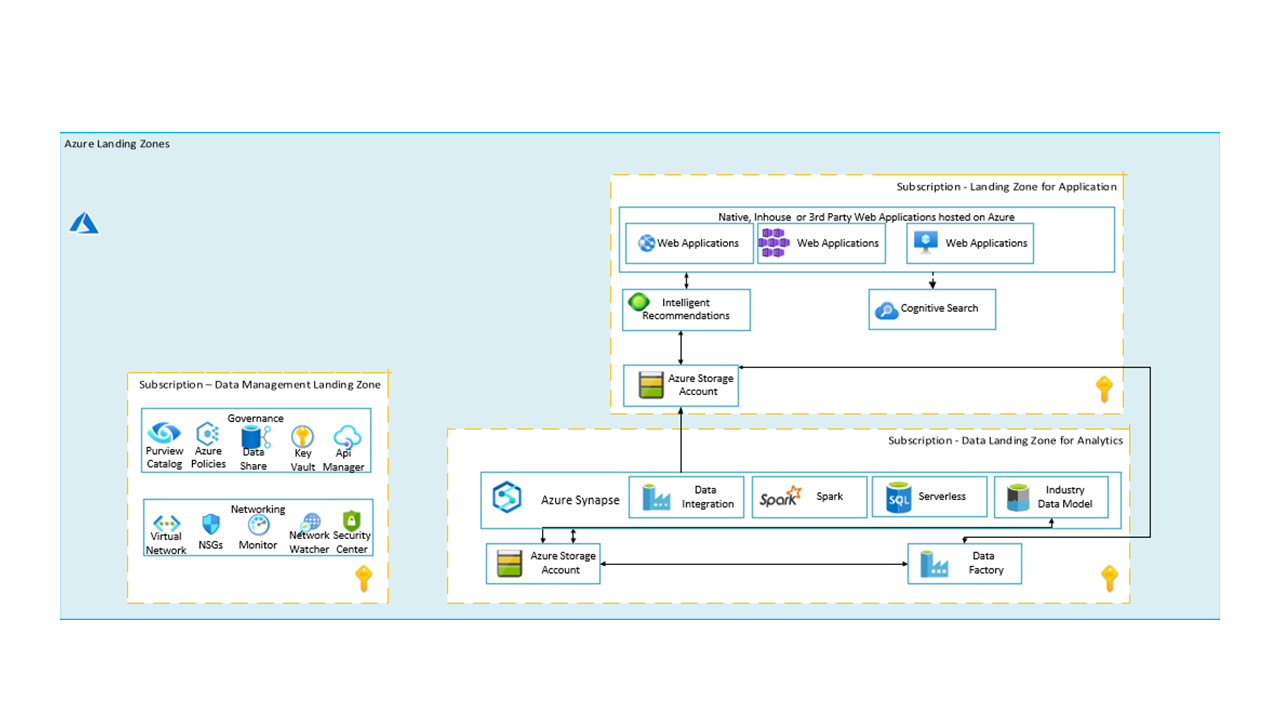 Azure Landing Zones
Subscription - Landing Zone for Application
Native, Inhouse or 3rd Party Web Applications hosted on Azure
Web Applications
Web Applications
Web Applications
Intelligent
Recommendations
Cognitive Search
Azure Storage
Account
Subscription – Data Management Landing Zone
Governance
Purview
Catalog
Azure
Policies
Data
Share
Key
Vault
Api
Manager
Networking
Virtual
Network
NSGs
Monitor
Network
Watcher
Security
Center
Subscription - Data Landing Zone for Analytics
Azure Synapse
Data
Integration
Spark
Spark
SQL
Serverless
Industry
Data Model
Azure Storage
Account
Data
Factory